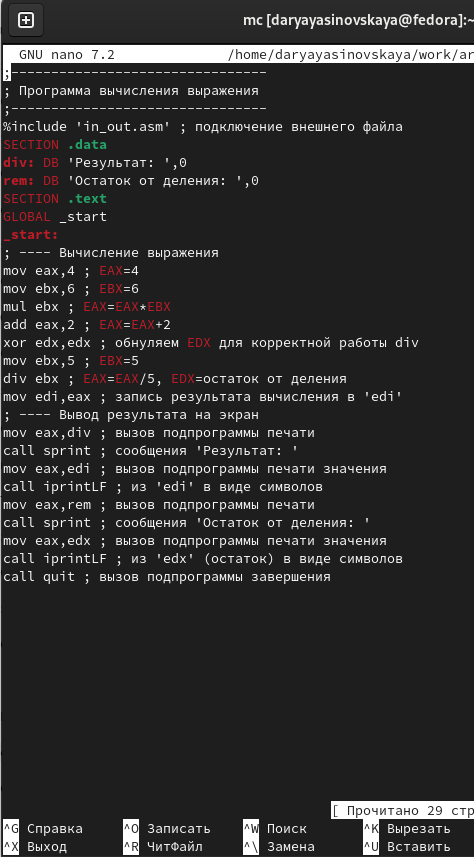 mc [daryayasinovskaya@fedora]:~
GNU nano 7.2 /home/daryayasinovskaya/work/ar
;--------------------------------
; Программа вычисления выражения
;--------------------------------
%include 'in_out.asm' ; подключение внешнего файла
SECTION .data
div: DB 'Результат: ',0
rem: DB 'Остаток от деления: ',0
SECTION .text
GLOBAL _start
_start:
; ---- Вычисление выражения
mov eax,4 ; EAX=4
mov ebx,6 ; EBX=6
mul ebx ; EAX=EAX*EBX
add eax,2 ; EAX=EAX+2
xor edx,edx ; обнуляем EDX для корректной работы div
mov ebx,5 ; EBX=5
div ebx ; EAX=EAX/5, EDX=остаток от деления
mov edi,eax ; запись результата вычисления в 'edi'
; ---- Вывод результата на экран
mov eax,div ; вызов подпрограммы печати
call sprint ; сообщения 'Результат: '
mov eax,edi ; вызов подпрограммы печати значения
call iprintLF ; из 'edi' в виде символов
mov eax,rem ; вызов подпрограммы печати
call sprint ; сообщения 'Остаток от деления: '
mov eax,edx ; вызов подпрограммы печати значения
call iprintLF ; из 'edx' (остаток) в виде символов
call quit ; вызов подпрограммы завершения
[ Прочитано 29 стр
^G Справка ^O Записать ^W Поиск ^K Вырезать
^X Выход ^R ЧитФайл ^\ Замена ^U Вставить